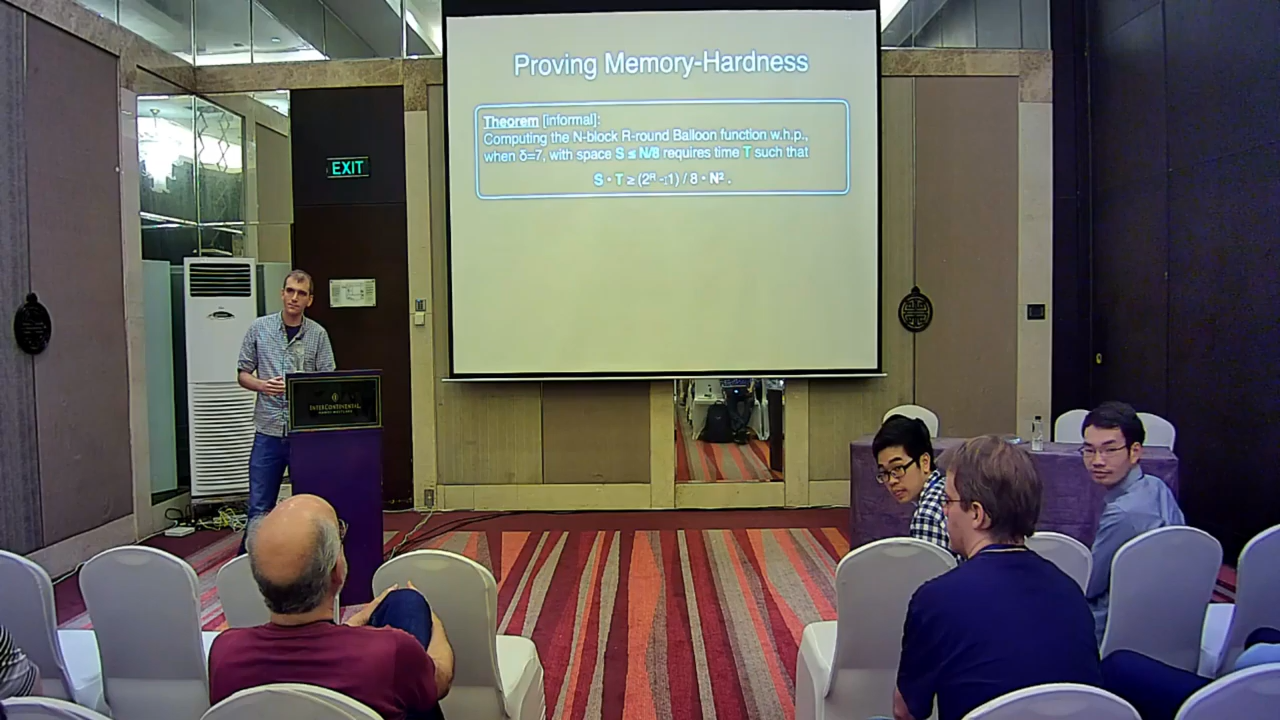 Proving Memory-Hardness
Theorem [informal]:
Computing the N-block R-round Balloon function w.h.p.,
when δ=7, with space S ≤ N/8 requires time T such that
S • T ≥ (2ᴿ - 1) / 8 • N² .
EXIT
INTERCONTINENTAL